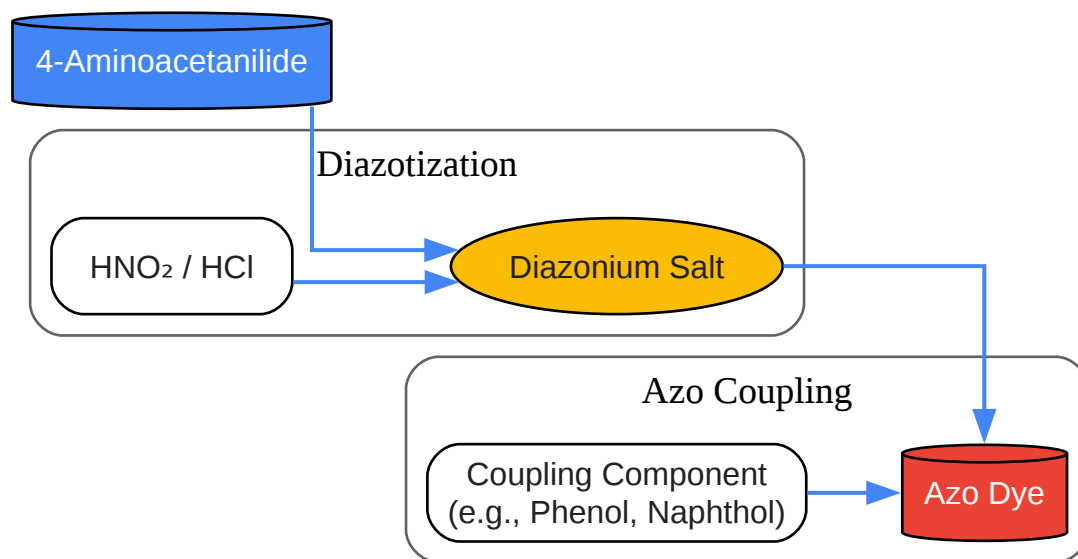 4-Aminoacetanilide
Diazotization
HNO₂ / HCl
Diazonium Salt
Azo Coupling
Coupling Component
(e.g., Phenol, Naphthol)
Azo Dye